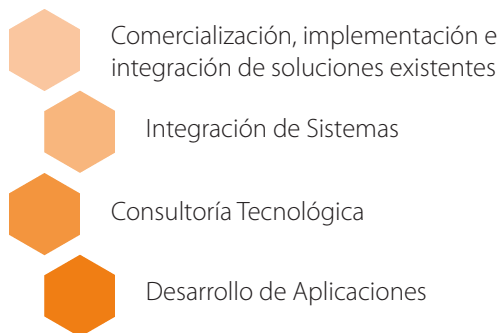 Comercialización, implementación e
integración de soluciones existentes
Integración de Sistemas
Consultoría Tecnológica
Desarrollo de Aplicaciones